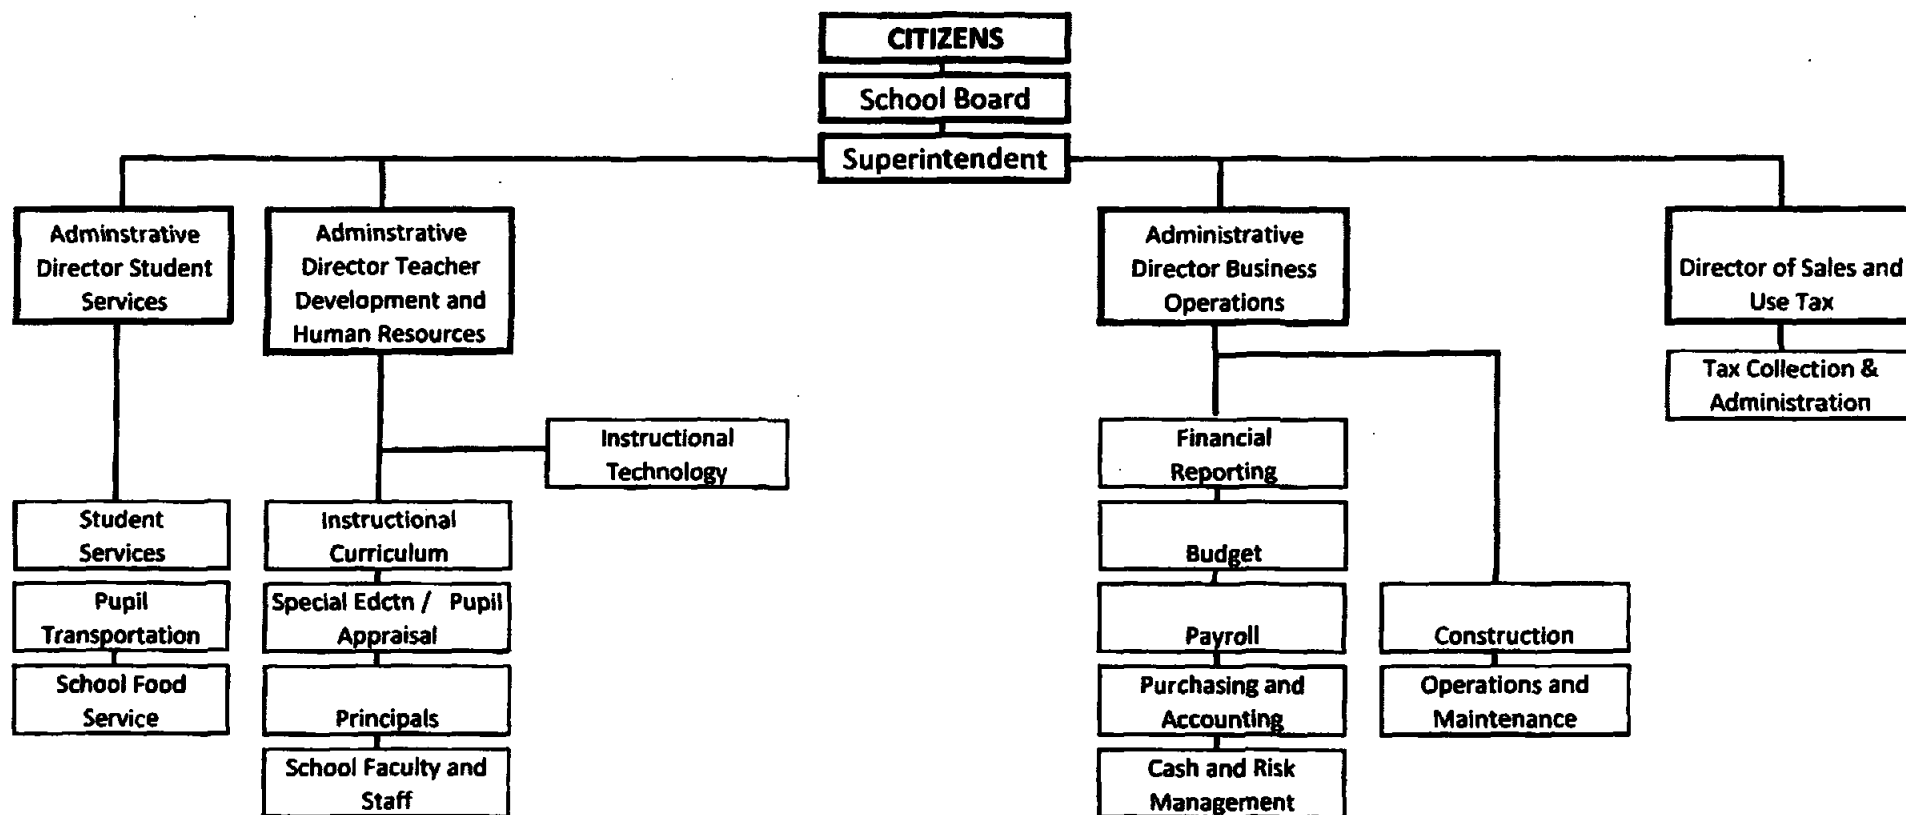 CITIZENS
School Board
Superintendent
Adminstrative
Director Student
Services
Adminstrative
Director Teacher
Development and
Human Resources
Administrative
Director Business
Operations
Director of Sales and
Use Tax
Tax Collection &
Administration
Instructional
Technology
Financial
Reporting
Student
Services
Instructional
Curriculum
Budget
Pupil
Transportation
Special Edctn / Pupil
Appraisal
Payroll
Construction
School Food
Service
Principals
Purchasing and
Accounting
Operations and
Maintenance
School Faculty and
Staff
Cash and Risk
Management